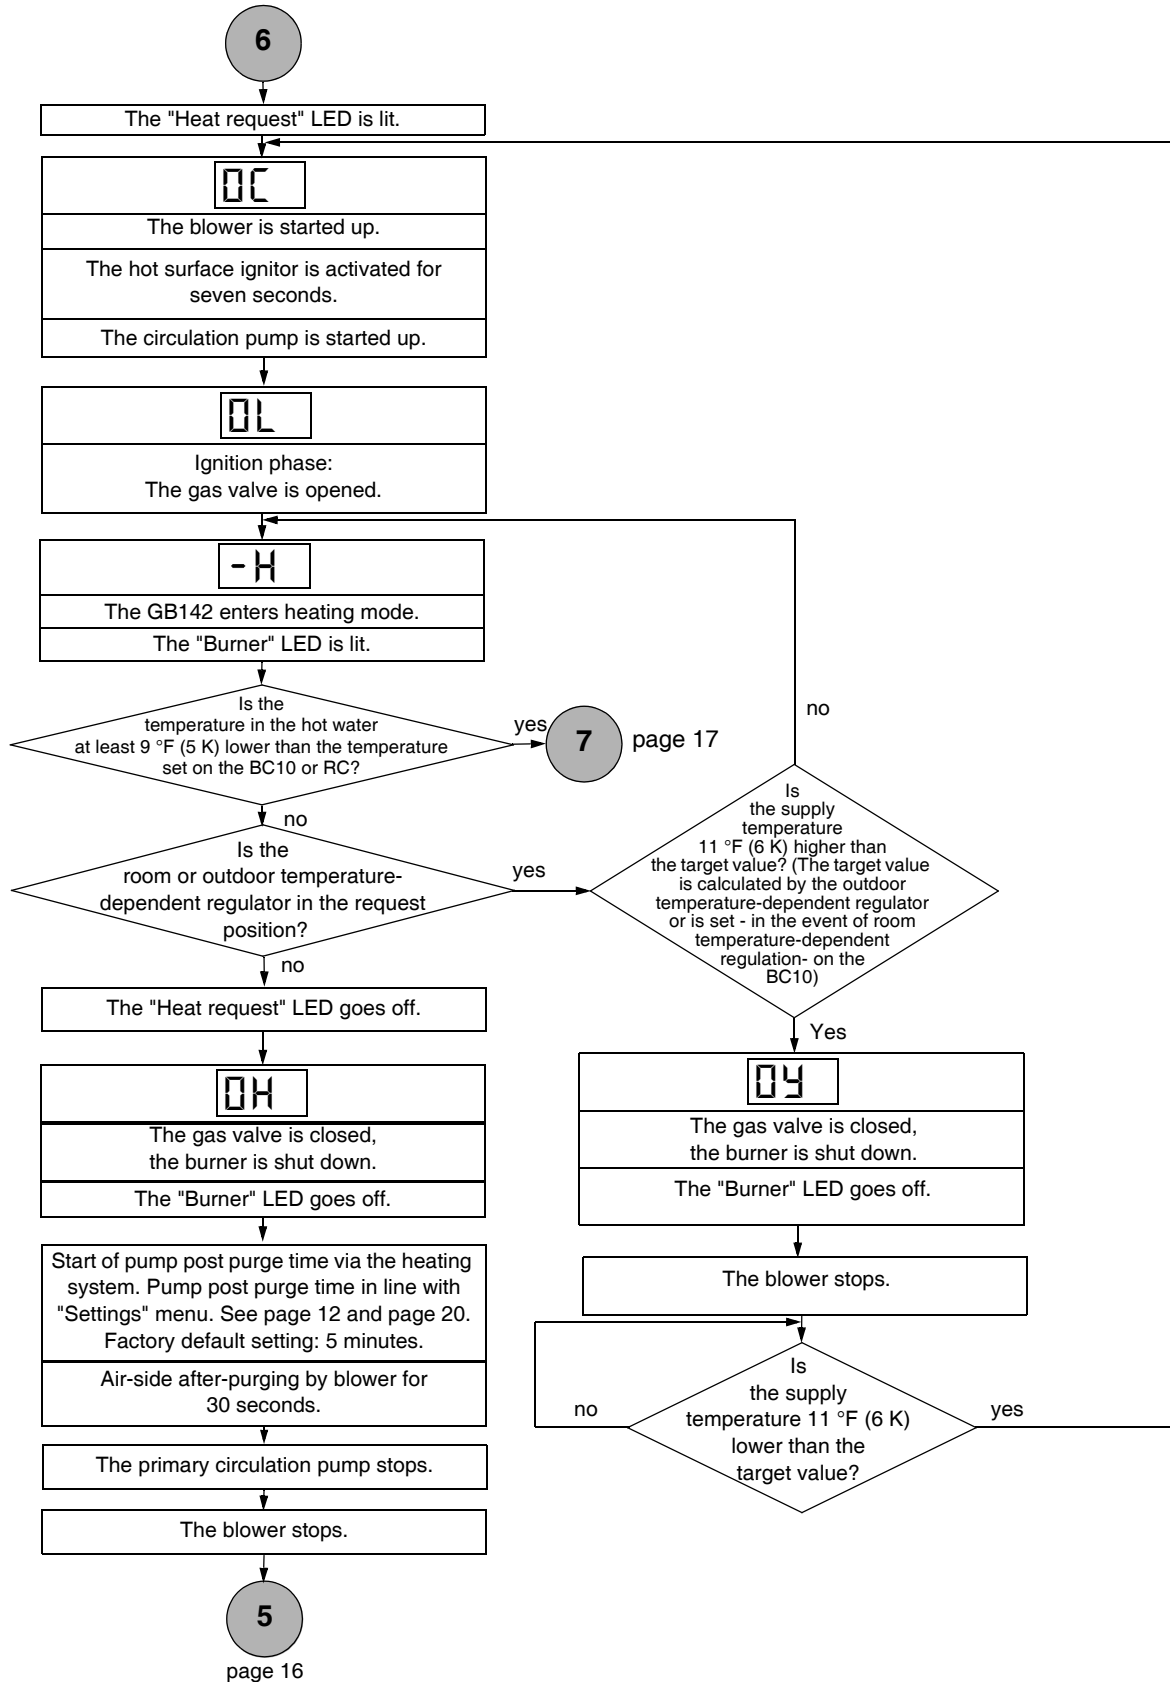 6
The "Heat request" LED is lit.
0C
The blower is started up.
The hot surface ignitor is activated for
seven seconds.
The circulation pump is started up.
0L
Ignition phase:
The gas valve is opened.
-H
The GB142 enters heating mode.
The "Burner" LED is lit.
Is the
temperature in the hot water
at least 9 °F (5 K) lower than the temperature
set on the BC10 or RC?
yes
7
page 17
no
Is the
room or outdoor temperature-
dependent regulator in the request
position?
yes
no
Is
the supply
temperature
11 °F (6 K) higher than
the target value? (The target value
is calculated by the outdoor
temperature-dependent regulator
or is set - in the event of room
temperature-dependent
regulation- on the
BC10)
no
Yes
The "Heat request" LED goes off.
0H
The gas valve is closed,
the burner is shut down.
The "Burner" LED goes off.
Start of pump post purge time via the heating
system. Pump post purge time in line with
"Settings" menu. See page 12 and page 20.
Factory default setting: 5 minutes.
Air-side after-purging by blower for
30 seconds.
The primary circulation pump stops.
The blower stops.
5
page 16
0Y
The gas valve is closed,
the burner is shut down.
The "Burner" LED goes off.
The blower stops.
Is
the supply
temperature 11 °F (6 K)
lower than the
target value?
no
yes